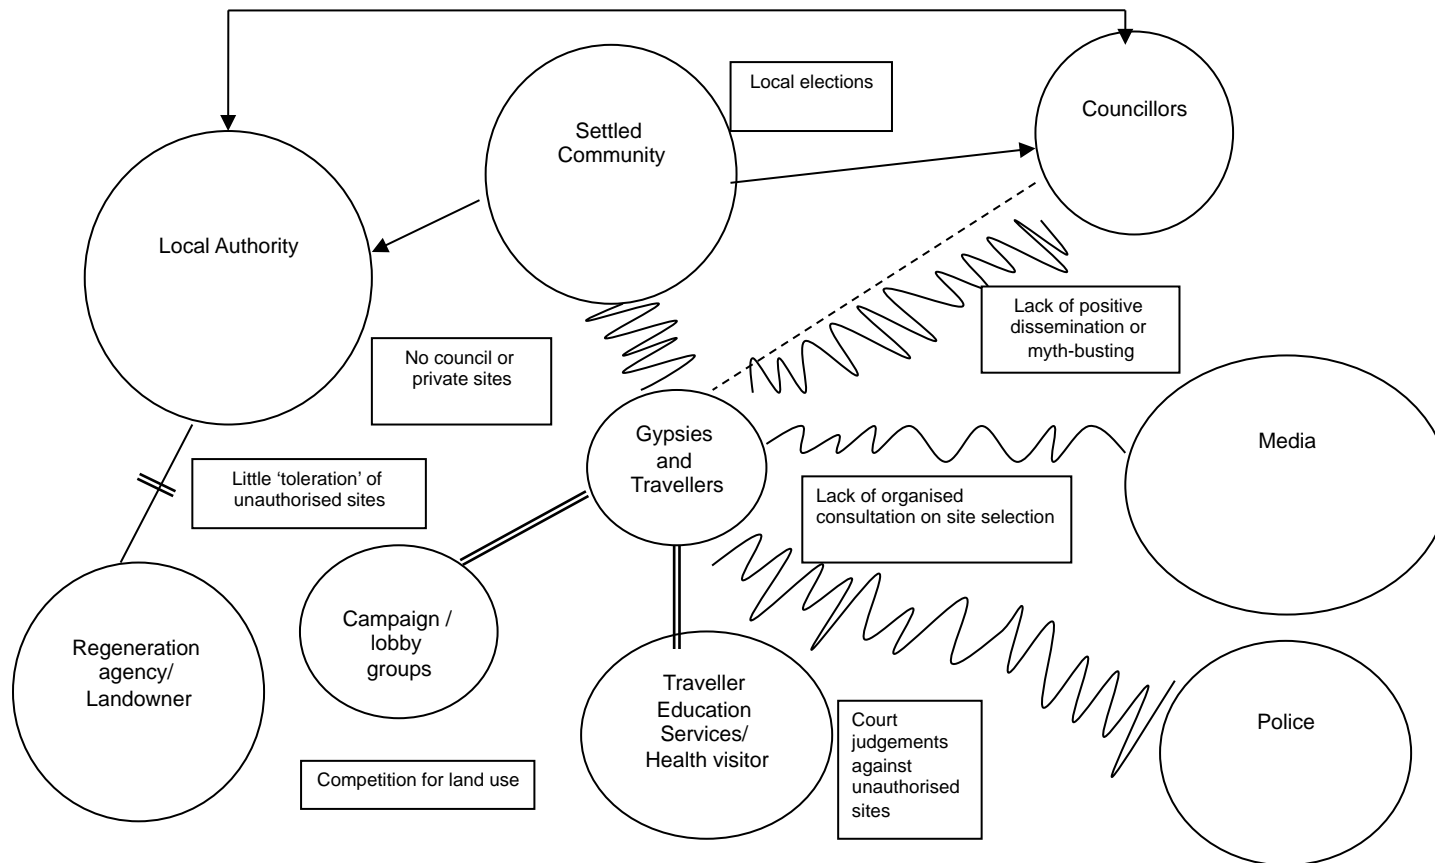 Local elections
Councillors
Settled
Community
Local Authority
Lack of positive
dissemination or
myth-busting
No council or
private sites
Gypsies
and
Travellers
Media
Little ‘toleration’ of
unauthorised sites
Lack of organised
consultation on site selection
Campaign /
lobby
groups
Regeneration
agency/
Landowner
Traveller
Education
Services/
Health visitor
Court
judgements
against
unauthorised
sites
Police
Competition for land use